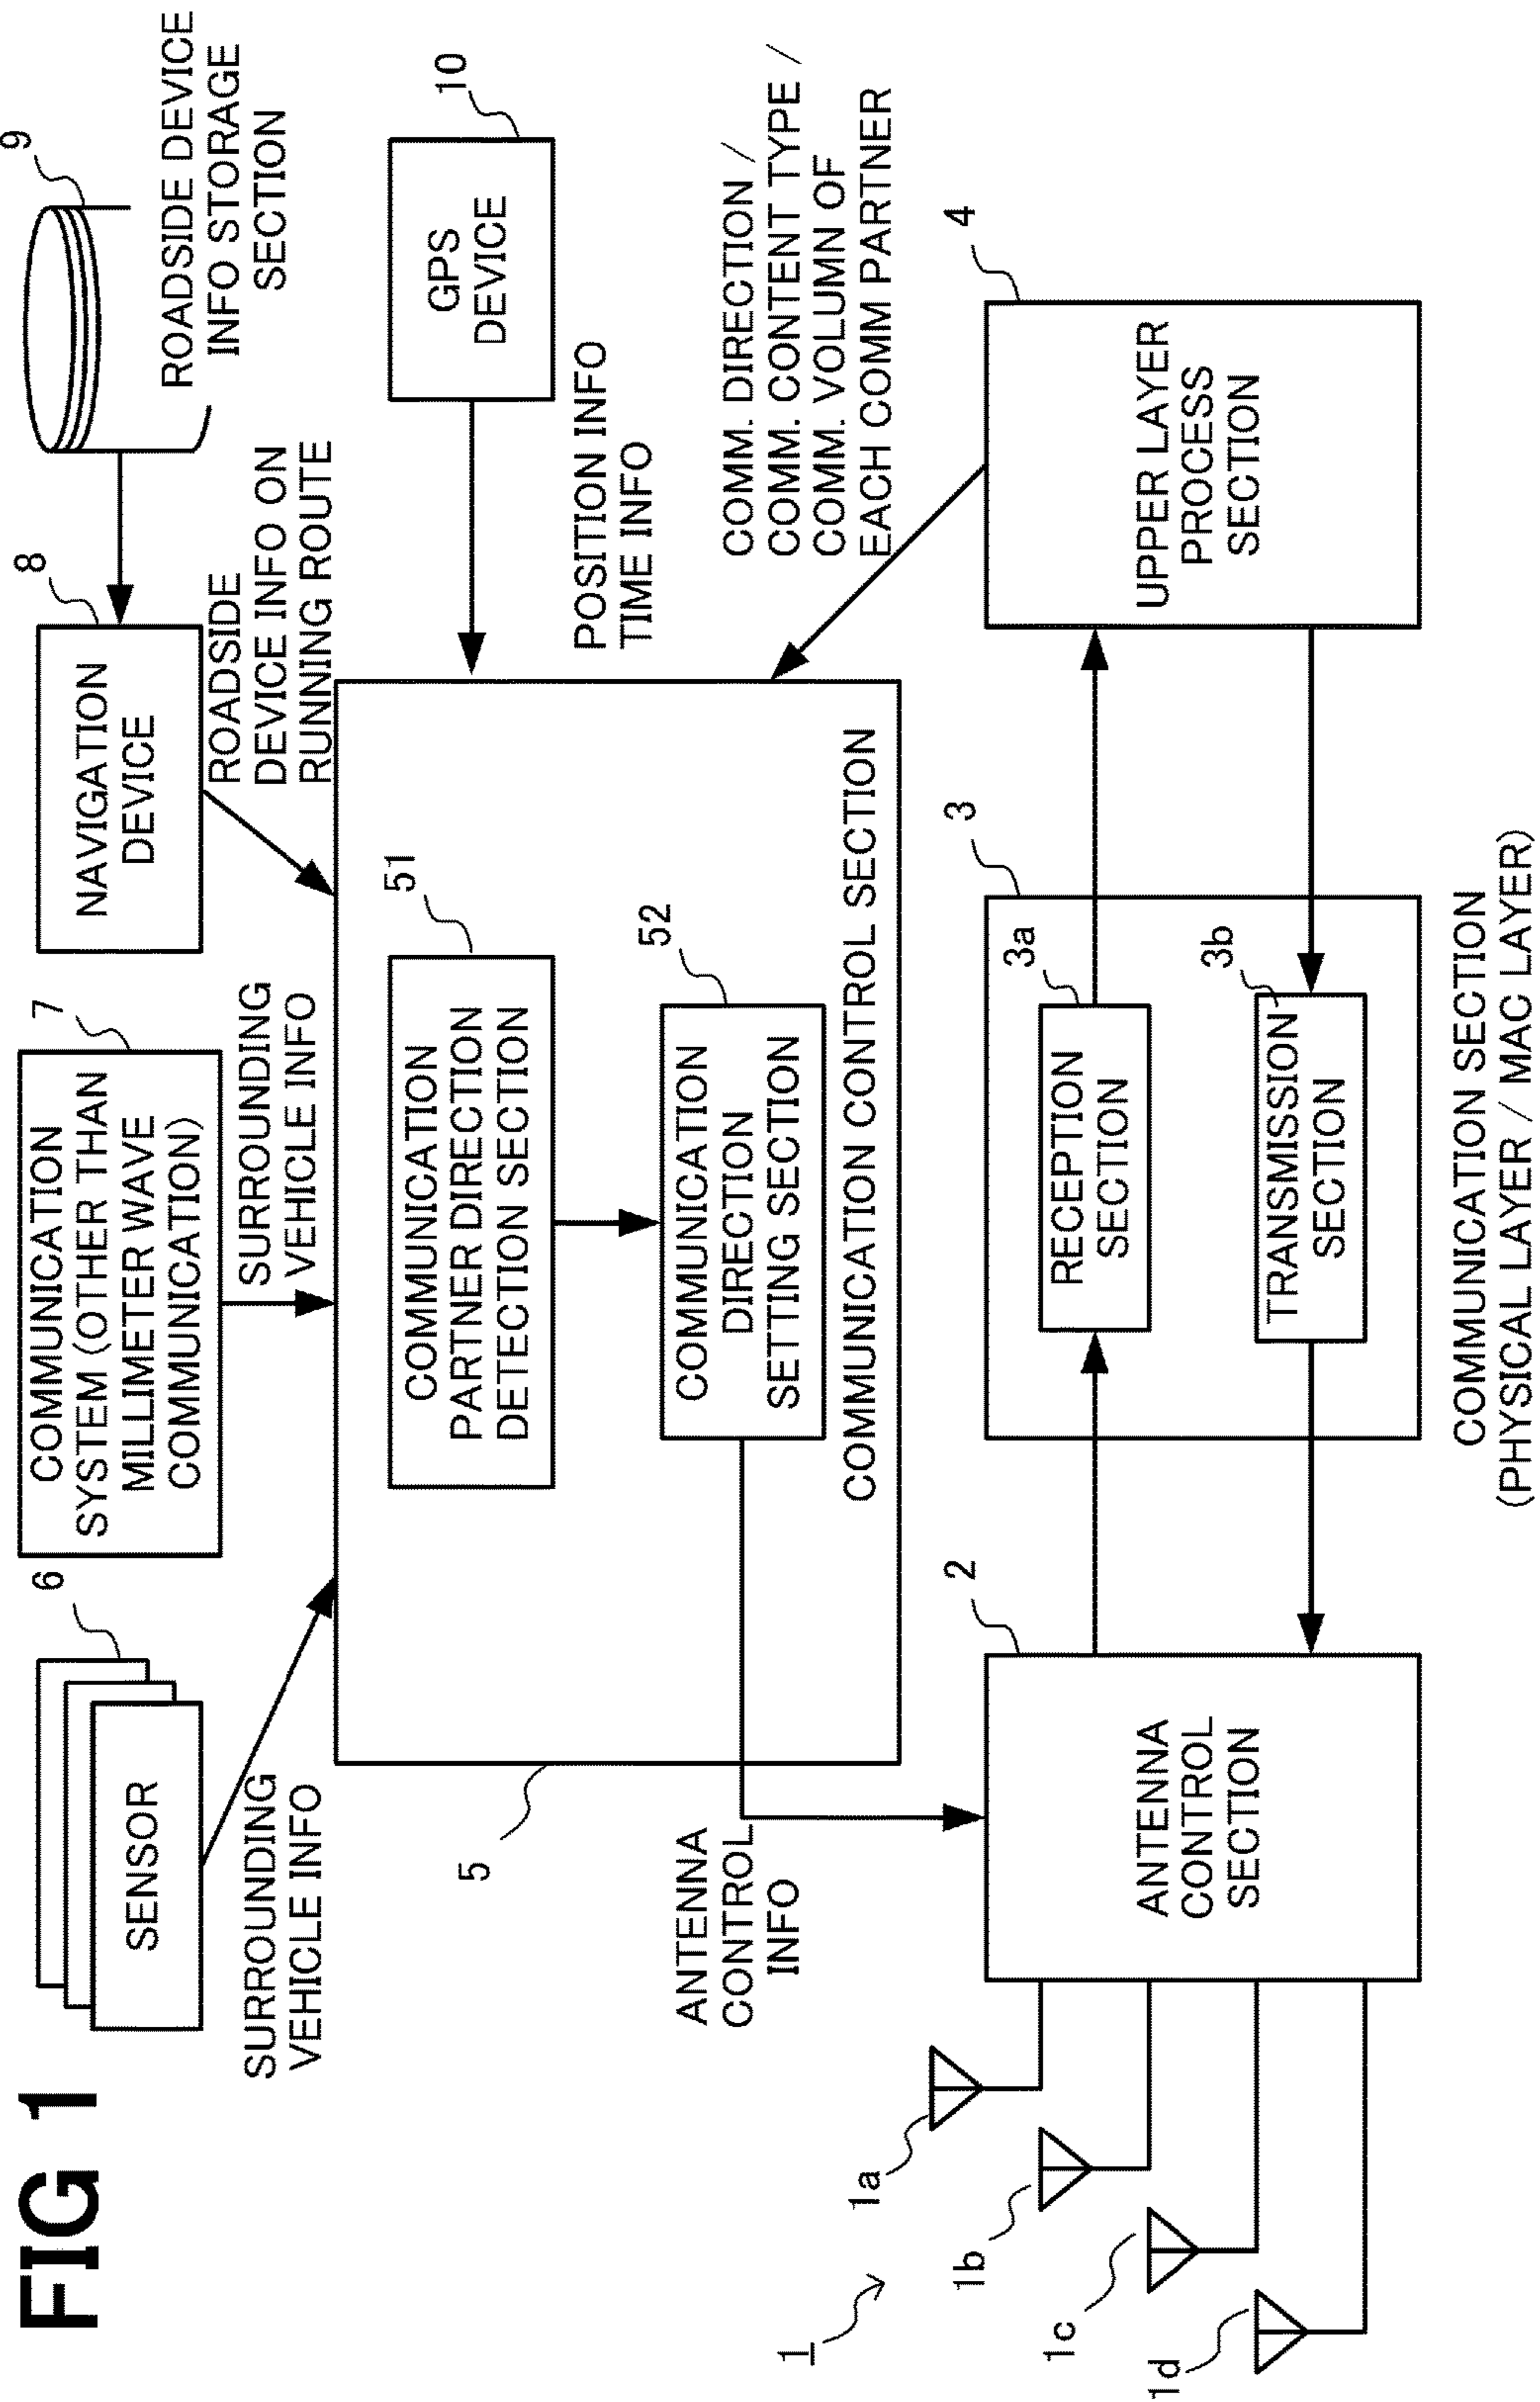 FIG 1
6
SENSOR
SURROUNDING
VEHICLE INFO
7
COMMUNICATION
SYSTEM (OTHER THAN
MILLIMETER WAVE
COMMUNICATION)
SURROUNDING
VEHICLE INFO
8
NAVIGATION
DEVICE
ROADSIDE
DEVICE INFO ON
RUNNING ROUTE
9
ROADSIDE DEVICE
INFO STORAGE
SECTION
10
GPS
DEVICE
POSITION INFO
TIME INFO
5
51
COMMUNICATION
PARTNER DIRECTION
DETECTION SECTION
52
COMMUNICATION
DIRECTION
SETTING SECTION
COMMUNICATION CONTROL SECTION
COMM. DIRECTION /
COMM. CONTENT TYPE /
COMM. VOLUMN OF
EACH COMM PARTNER
ANTENNA
CONTROL
INFO
1
1a
1b
1c
1d
2
ANTENNA
CONTROL
SECTION
3
3a
RECEPTION
SECTION
3b
TRANSMISSION
SECTION
COMMUNICATION SECTION
(PHYSICAL LAYER / MAC LAYER)
4
UPPER LAYER
PROCESS
SECTION